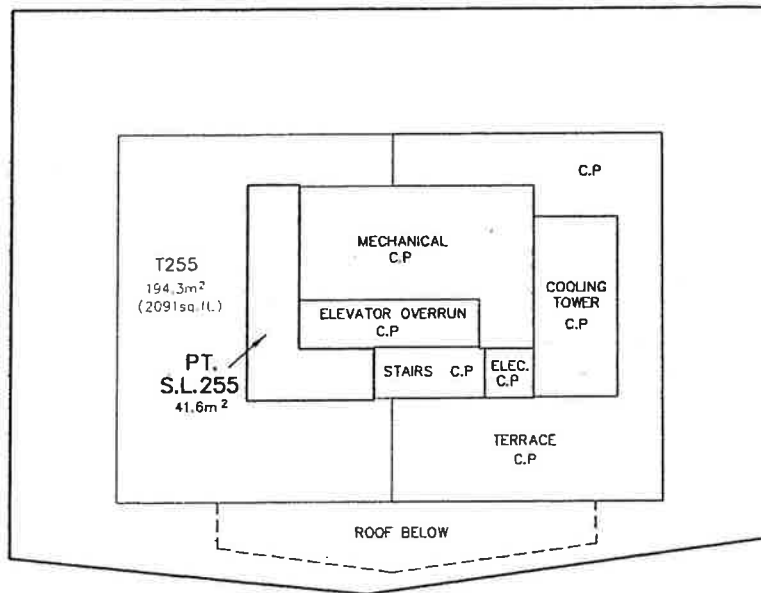 C.P
MECHANICAL
C.P
T255
194.3m²
(2091sq.ft.)
COOLING
TOWER
C.P
ELEVATOR OVERRUN
C.P
PT.
S.L.255
41.6m²
STAIRS C.P
ELEC.
C.P
TERRACE
C.P
ROOF BELOW